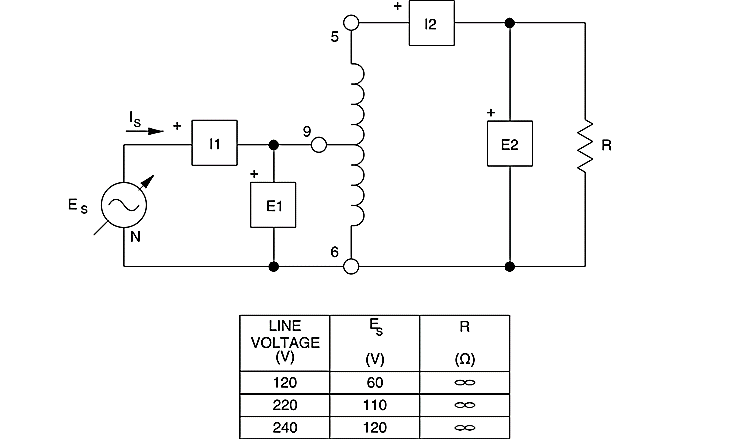 + I2
5
I_S + I1 9
+ E2 R
+ E1
E_S
N
6
LINE VOLTAGE (V) E_S (V) R (Ω)
120 60 ∞
220 110 ∞
240 120 ∞